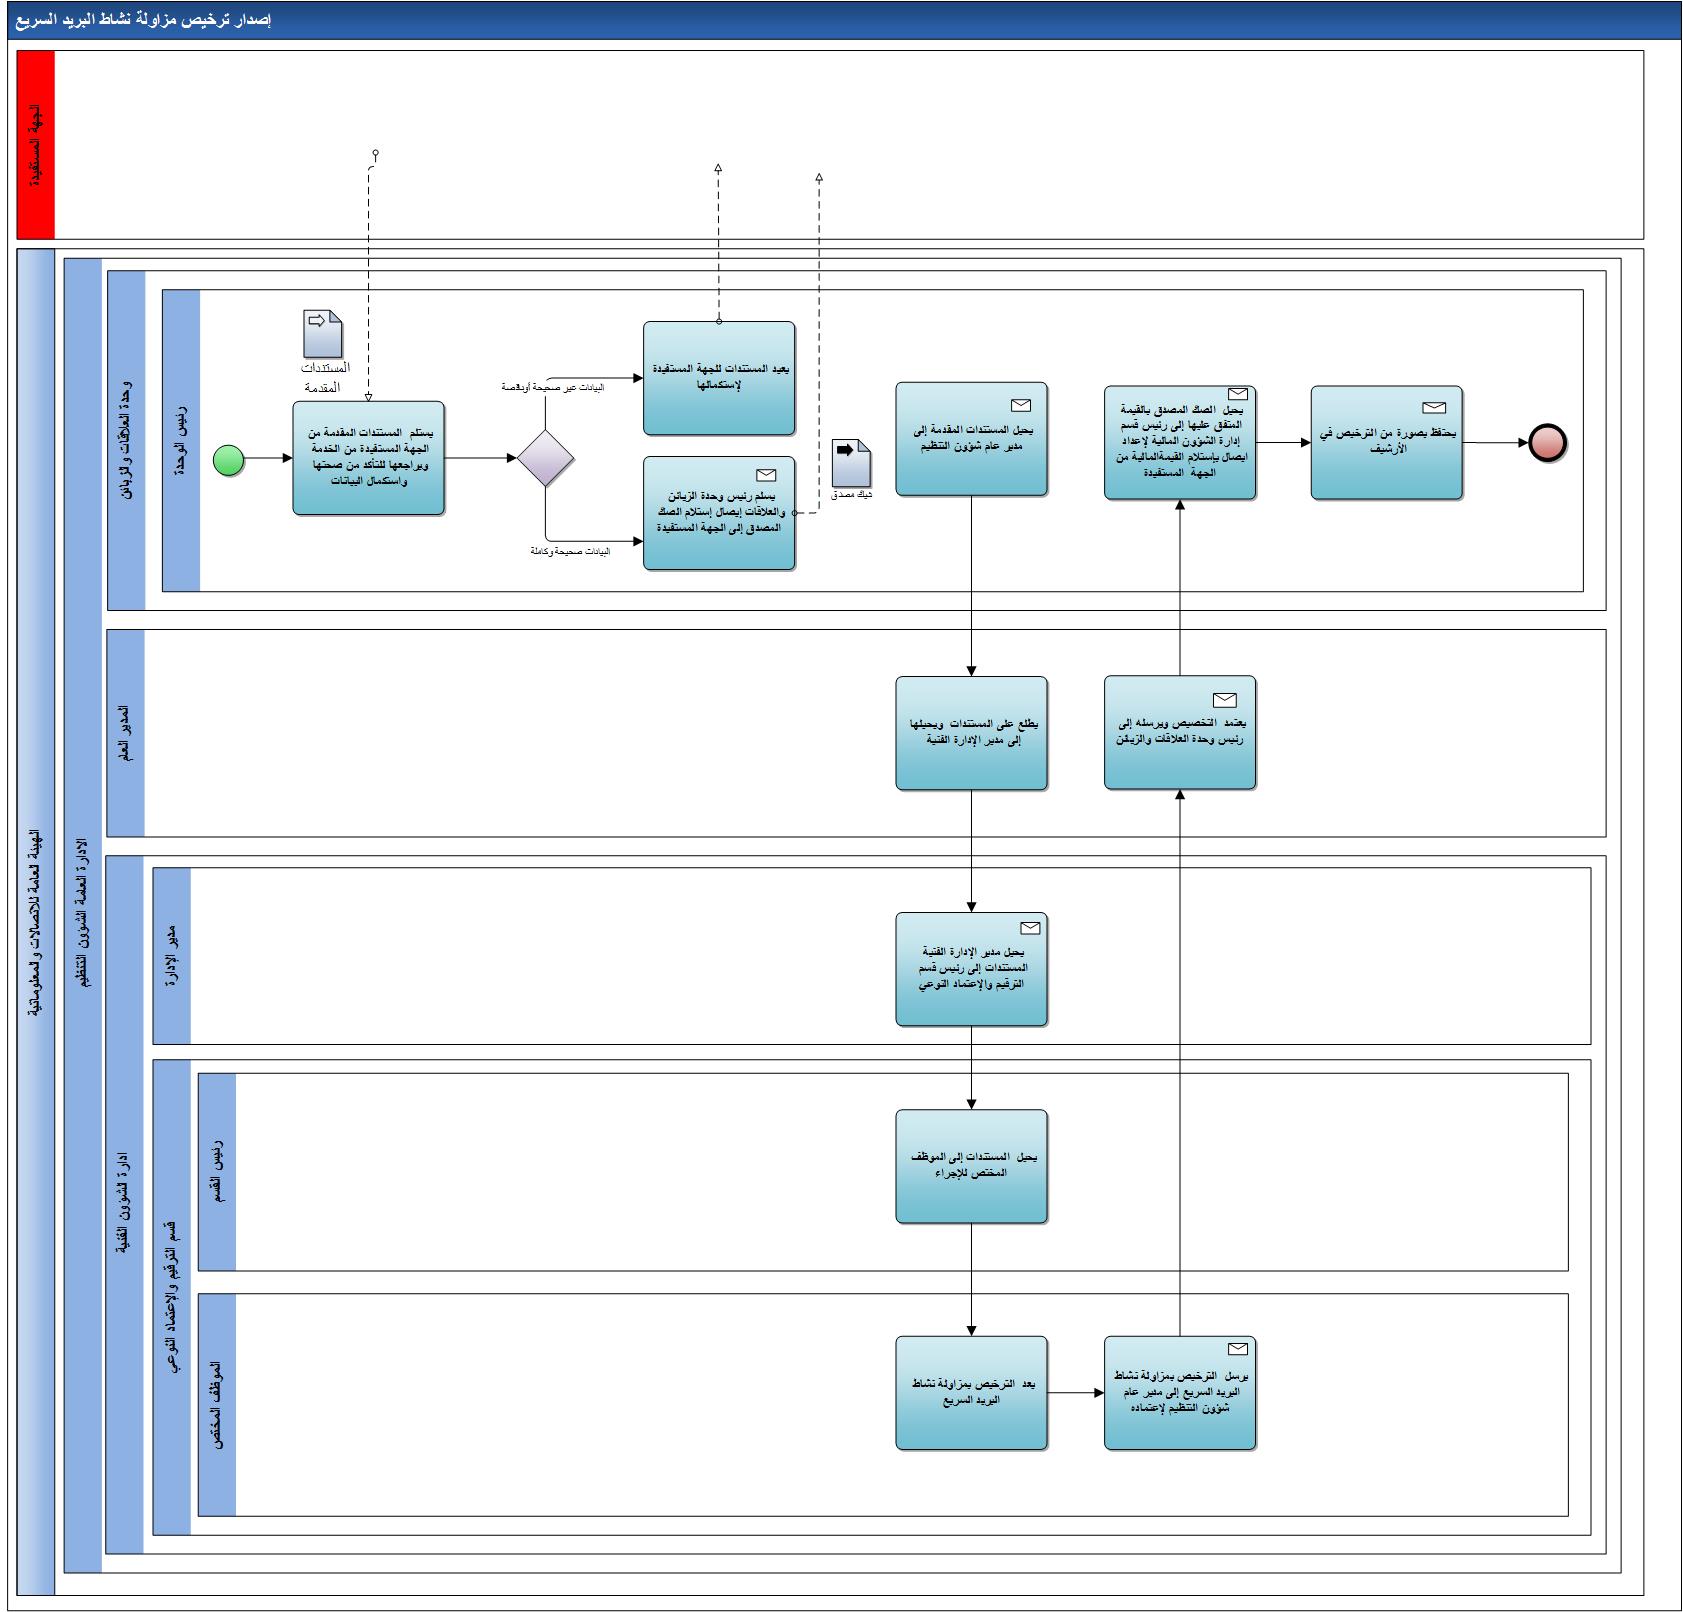 إصدار ترخيص مزاولة نشاط البريد السريع
الجهة المستفيدة
الهيئة العامة للاتصالات والمعلوماتية
الادارة العامة الشؤون التنظيم
وحدة العلاقات والزبائن
رئيس الوحدة
المستندات
المقدمة
يستلم المستندات المقدمة من
الجهة المستفيدة من الخدمة
ويراجعها للتأكد من صحتها
واستكمال البيانات
البيانات غير صحيحة أوناقصة
البيانات صحيحة وكاملة
يعيد المستندات للجهة المستفيدة
لإستكمالها
يسلم رئيس وحدة الزبائن
والعلاقات إيصال إستلام الصك
المصدق إلى الجهة المستفيدة
شيك مصدق
يحيل المستندات المقدمة إلى
مدير عام شؤون التنظيم
يحيل الصك المصدق بالقيمة
المتفق عليها إلى رئيس قسم
إدارة الشؤون المالية لإعداد
ايصال بإستلام القيمةالمالية من
الجهة المستفيدة
يحتفظ بصورة من الترخيص في
الأرشيف
المدير العام
يطلع على المستندات ويحيلها
إلى مدير الإدارة الفنية
يعتمد التخصيص ويرسله إلى
رئيس وحدة العلاقات والزبائن
ادارة الشؤون الفنية
مدير الإدارة
يحيل مدير الإدارة الفنية
المستندات إلى رئيس قسم
الترقيم والإعتماد النوعي
قسم الترقيم والإعتماد النوعي
رئيس القسم
يحيل المستندات إلى الموظف
المختص للإجراء
الموظف المختص
يعد الترخيص بمزاولة نشاط
البريد السريع
يرسل الترخيص بمزاولة نشاط
البريد السريع إلى مدير عام
شؤون التنظيم لإعتماده